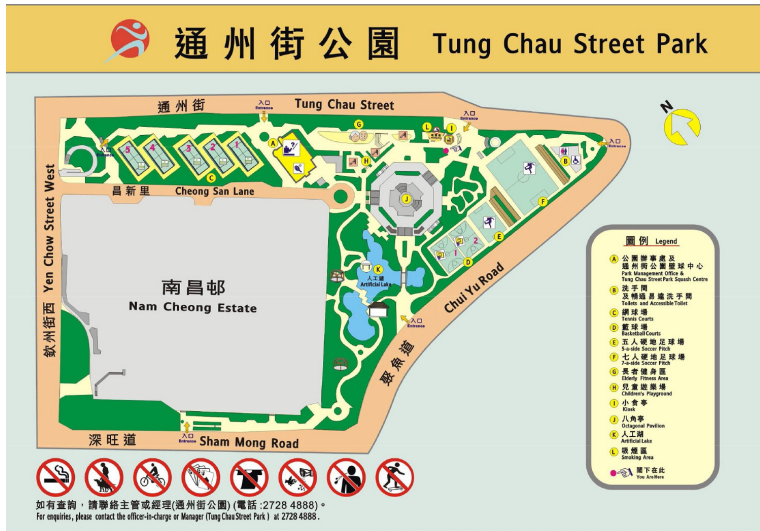 通州街公園 Tung Chau Street Park
通州街 Tung Chau Street
入口
Entrance
入口
Entrance
入口
Entrance
Entrance
N
5 4 3 2 1
A
B
C
D
E
F
G
H
I
J
K
L
1 2
昌新里 Cheong San Lane
欽州街西 Yen Chow Street West
南昌邨
Nam Cheong Estate
人工湖
Artificial Lake
入口
Entrance
聚魚道 Chui Yu Road
入口
Entrance
深旺道 Sham Mong Road
圖例 Legend
A 公園辦事處及
通州街公園壁球中心
Park Management Office &
Tung Chau Street Park Squash Centre
B 洗手間
及暢通易達洗手間
Toilets and Accessible Toilet
C 網球場
Tennis Courts
D 籃球場
Basketball Courts
E 五人硬地足球場
5-a-side Soccer Pitch
F 七人硬地足球場
7-a-side Soccer Pitch
G 長者健身區
Elderly Fitness Area
H 兒童遊樂場
Children's Playground
I 小食亭
Kiosk
J 八角亭
Octagonal Pavilion
K 人工湖
Artificial Lake
L 吸煙區
Smoking Area
閣下在此
You Are Here
如有查詢，請聯絡主管或經理(通州街公園) (電話:2728 4888)。
For enquiries, please contact the officer-in-charge or Manager (Tung Chau Street Park ) at 2728 4888.